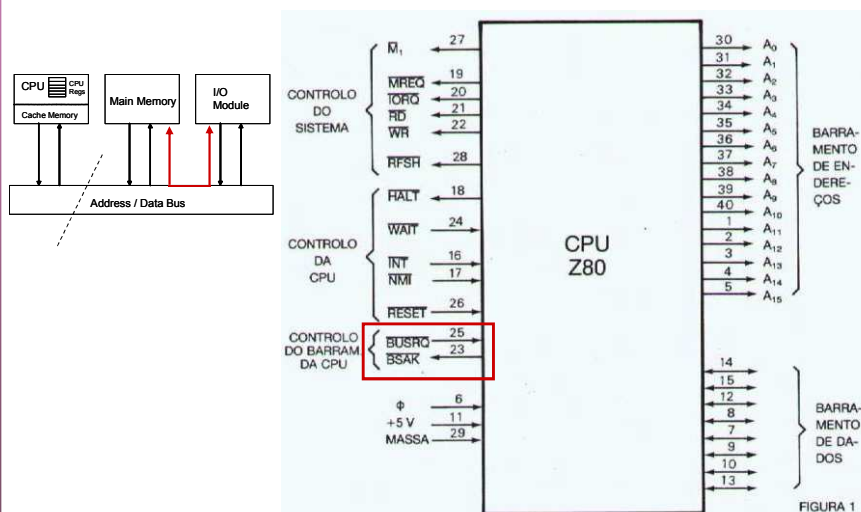 CPU
CPU
Regs
Cache Memory
Main Memory
I/O
Module
Address / Data Bus
CONTROLO
DO
SISTEMA
M₁ 27
MREQ 19
IORQ 20
RD 21
WR 22
RFSH 28
CONTROLO
DA
CPU
HALT 18
WAIT 24
INT 16
NMI 17
RESET 26
CONTROLO
DO BARRAM.
DA CPU
BUSRQ 25
BSAK 23
Φ 6
+5 V 11
MASSA 29
CPU
Z80
30 A₀
31 A₁
32 A₂
33 A₃
34 A₄
35 A₅
36 A₆
37 A₇
38 A₈
39 A₉
40 A₁₀
1 A₁₁
2 A₁₂
3 A₁₃
4 A₁₄
5 A₁₅
BARRA-
MENTO
DE EN-
DERE-
ÇOS
14
15
12
8
7
9
10
13
BARRA-
MENTO
DE DA-
DOS
FIGURA 1